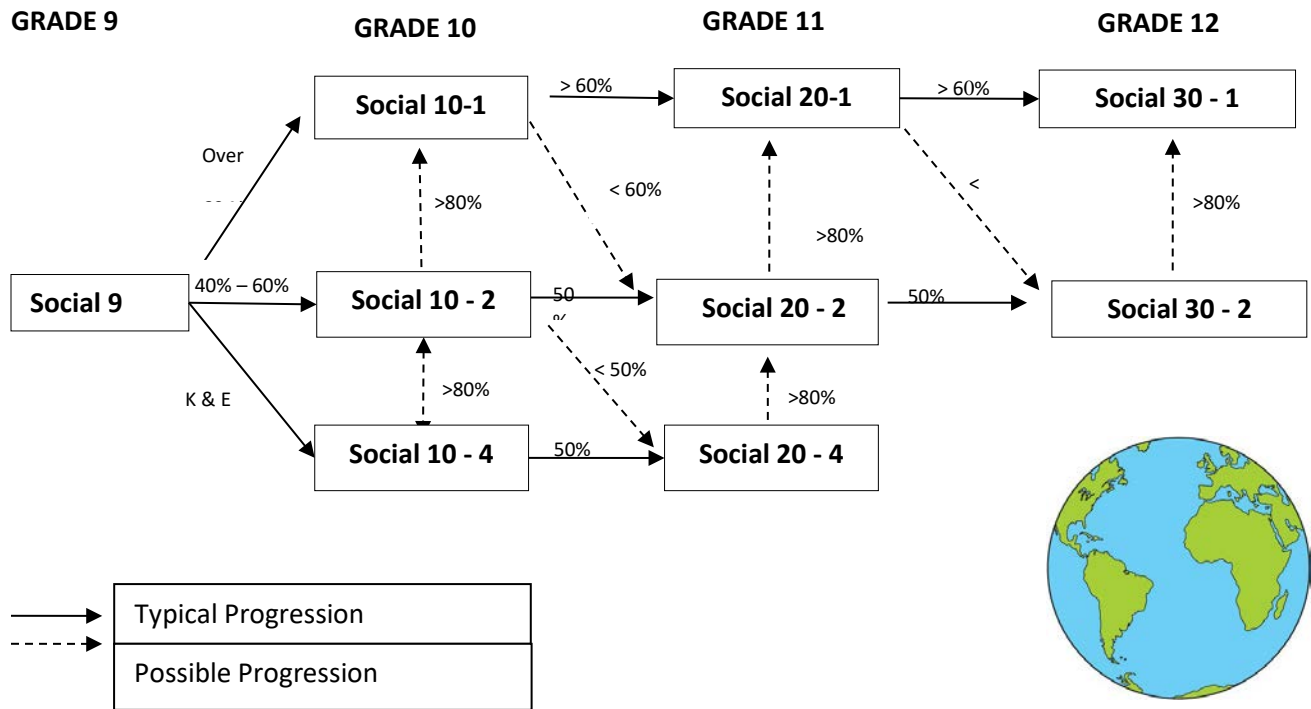 GRADE 9
GRADE 10
GRADE 11
GRADE 12
Social 10-1
> 60%
Social 20-1
> 60%
Social 30 - 1
Over
>80%
< 60%
>80%
<
>80%
Social 9
40% – 60%
Social 10 - 2
50
%
Social 20 - 2
50%
Social 30 - 2
K & E
>80%
< 50%
>80%
Social 10 - 4
50%
Social 20 - 4
Typical Progression
Possible Progression